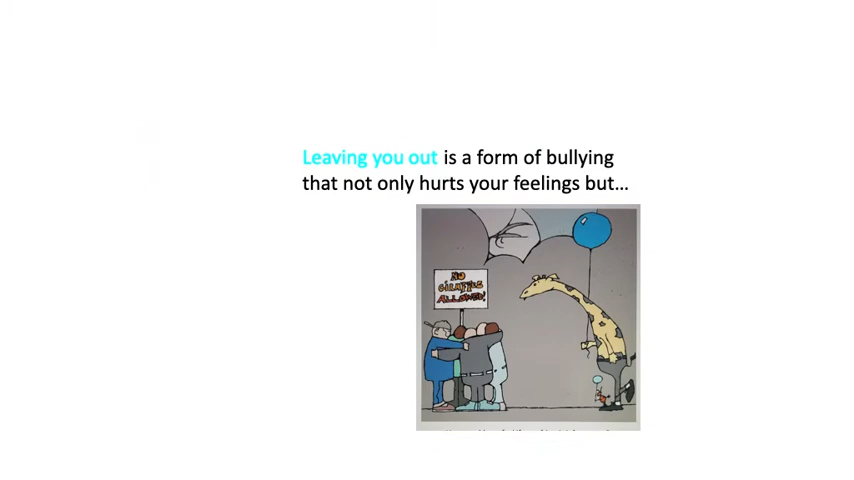 Leaving you out is a form of bullying
that not only hurts your feelings but…
NO
GIRAFFES
ALLOWED!